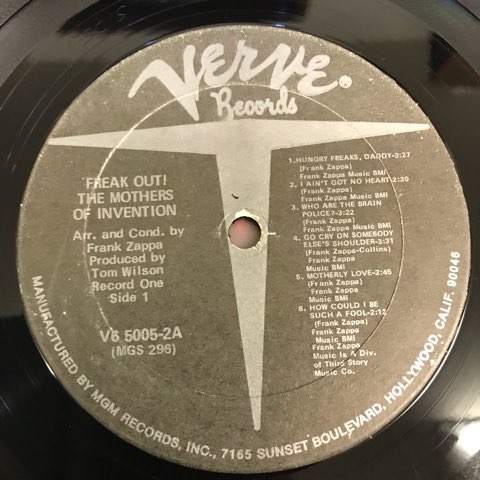 VERVE®
Records
FREAK OUT!
THE MOTHERS
OF INVENTION
Arr. and Cond. by
Frank Zappa
Produced by
Tom Wilson
Record One
Side 1
V6 5005-2A
(MGS 296)
1.HUNGRY FREAKS, DADDY-3:27
(Frank Zappa)
Frank Zappa Music BMI
2. I AIN'T GOT NO HEART-2:30
(Frank Zappa)
Frank Zappa Music BMI
3. WHO ARE THE BRAIN
POLICE?-3:22
(Frank Zappa)
Frank Zappa Music BMI
4. GO CRY ON SOMEBODY
ELSE'S SHOULDER-3:31
(Frank Zappa-Collins)
Frank Zappa
Music BMI
5. MOTHERLY LOVE-2:45
(Frank Zappa)
Frank Zappa
Music BMI
6. HOW COULD I BE
SUCH A FOOL-2:12
(Frank Zappa)
Frank Zappa
Music BMI
Frank Zappa
Music Is A Div.
of Third Story
Music Co.
MANUFACTURED BY MGM RECORDS, INC., 7165 SUNSET BOULEVARD, HOLLYWOOD, CALIF. 90046